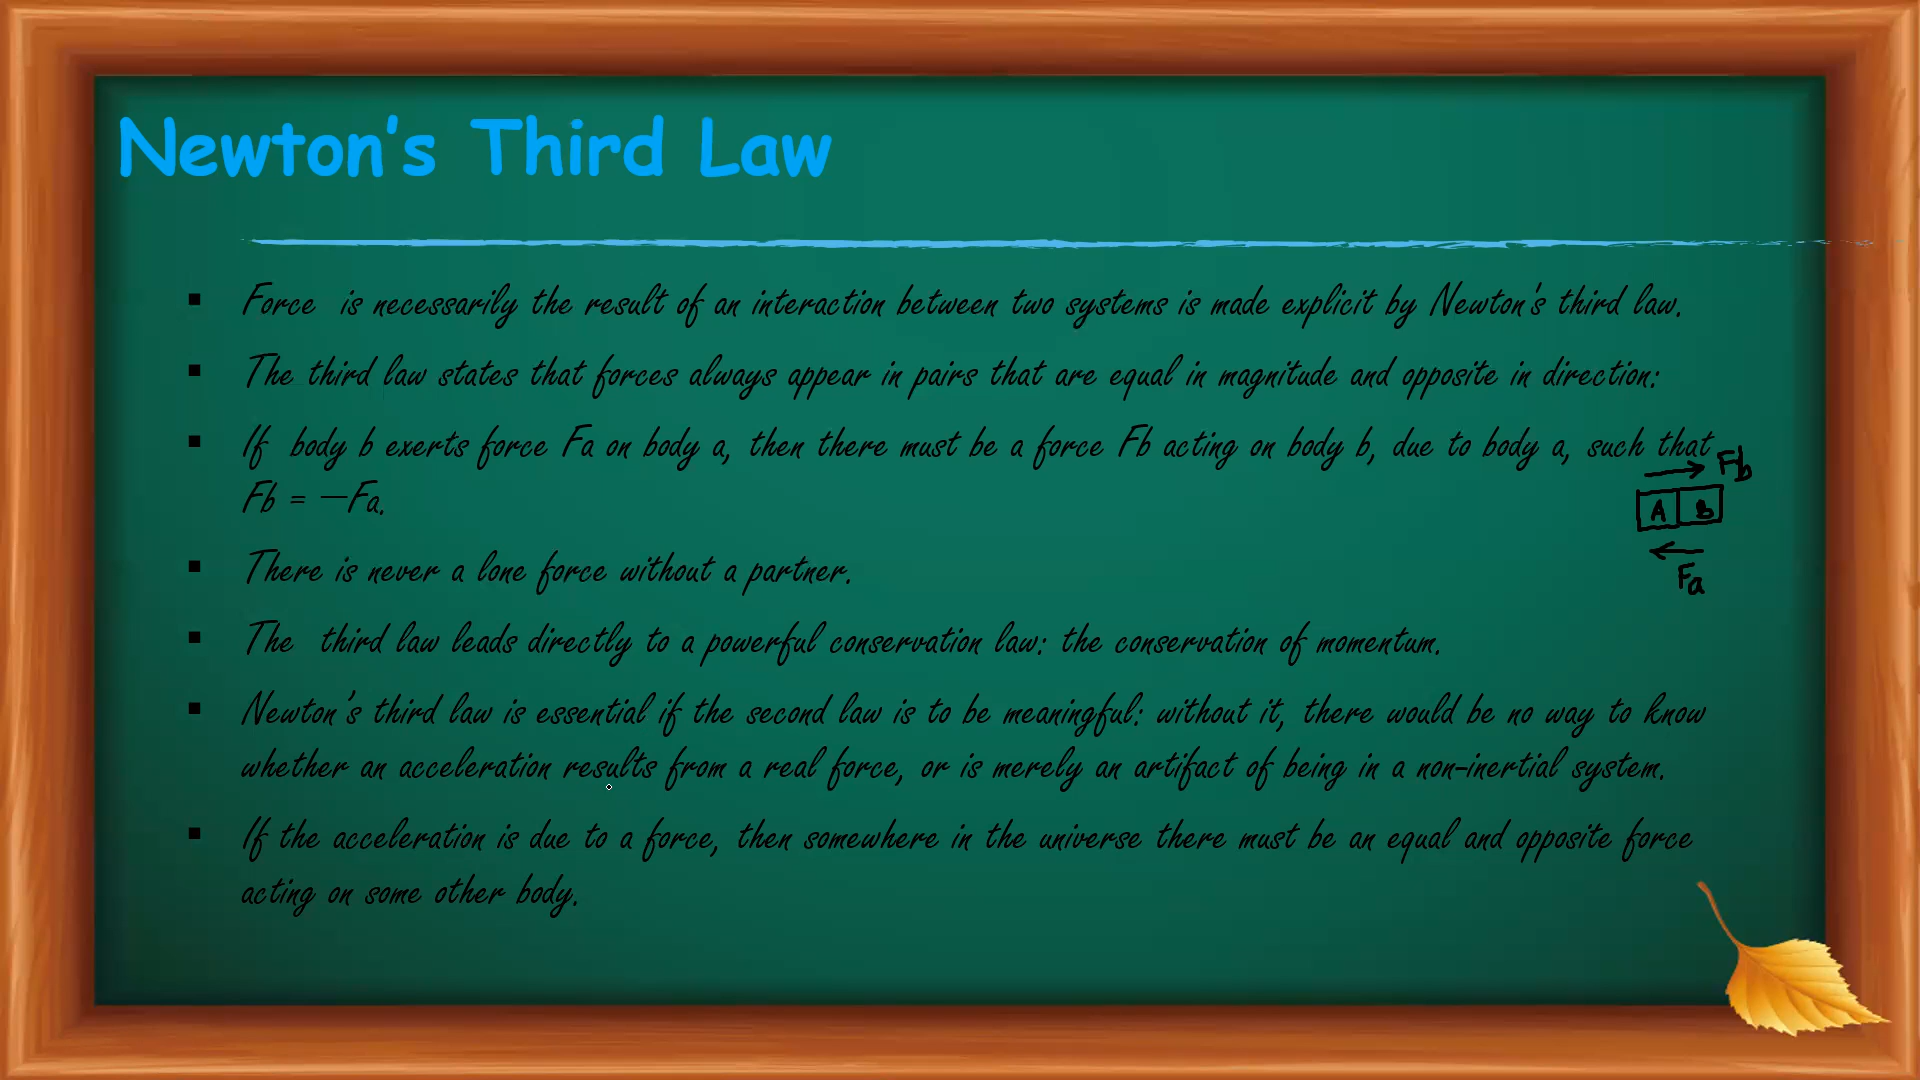 Newton's Third Law
▪ Force is necessarily the result of an interaction between two systems is made explicit by Newton's third law.
▪ The third law states that forces always appear in pairs that are equal in magnitude and opposite in direction:
▪ If body b exerts force Fa on body a, then there must be a force Fb acting on body b, due to body a, such that
Fb = —Fa.
Fb
A B
Fa
▪ There is never a lone force without a partner.
▪ The third law leads directly to a powerful conservation law: the conservation of momentum.
▪ Newton's third law is essential if the second law is to be meaningful: without it, there would be no way to know
whether an acceleration results from a real force, or is merely an artifact of being in a non-inertial system.
▪ If the acceleration is due to a force, then somewhere in the universe there must be an equal and opposite force
acting on some other body.